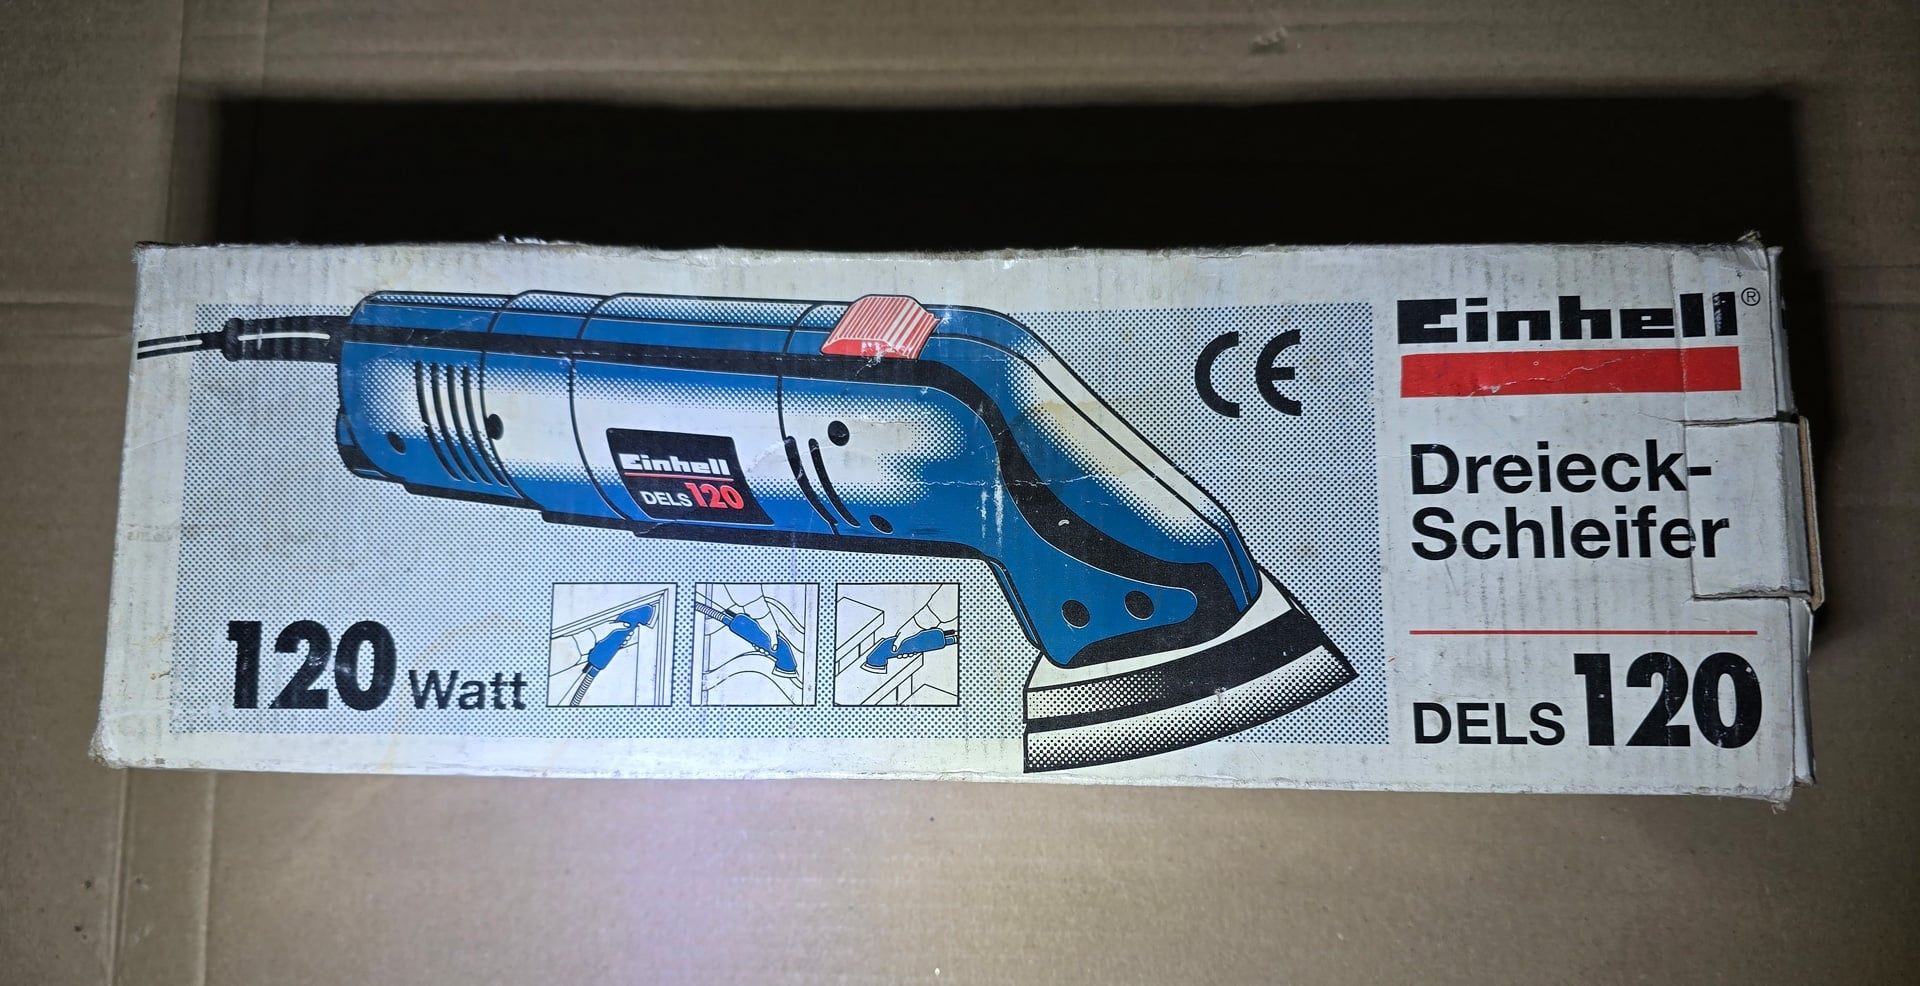 Einhell®
Dreieck-
Schleifer
DELS 120
CE
Einhell
DELS 120
120 Watt